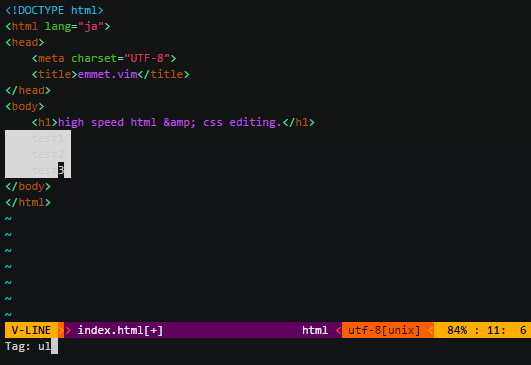 <!DOCTYPE html>
<html lang="ja">
<head>
    <meta charset="UTF-8">
    <title>emmet.vim</title>
</head>
<body>
    <h1>high speed html &amp; css editing.</h1>
    test1
    test2
    test3
</body>
</html>
~
~
~
~
~
~
~
V-LINE >> index.html[+] html < utf-8[unix] < 84% : 11: 6
Tag: ul